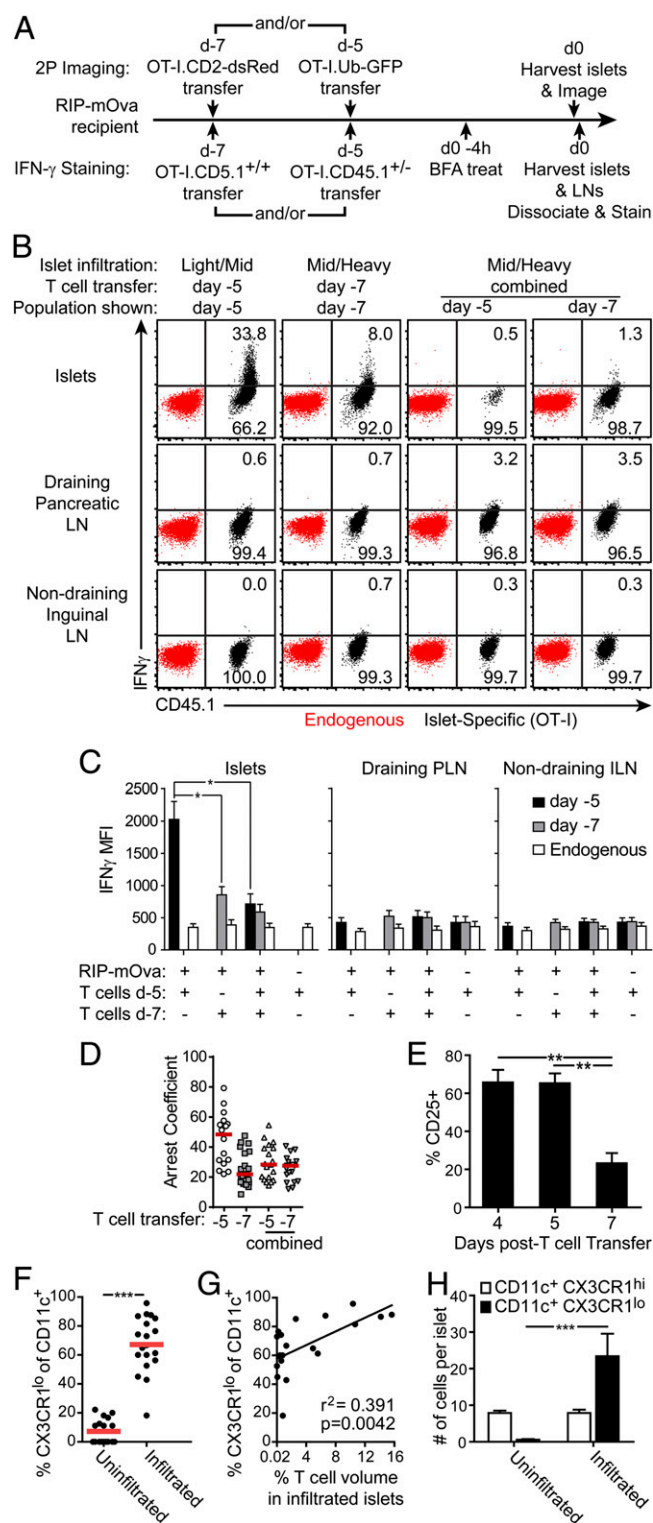 A
and/or
d-7
d-5
d0
2P Imaging:
OT-I.CD2-dsRed
OT-I.Ub-GFP
Harvest islets
transfer
transfer
& Image
RIP-mOva
recipient
d-7
d-5
d0 -4h
d0
IFN-γ Staining:
OT-I.CD5.1+/+
OT-I.CD45.1+/-
BFA treat
Harvest islets
transfer
transfer
& LNs
and/or
Dissociate & Stain
B
Islet infiltration:
Light/Mid
Mid/Heavy
Mid/Heavy
T cell transfer:
day -5
day -7
combined
Population shown:
day -5
day -7
day -5
day -7
Islets
33.8
8.0
0.5
1.3
66.2
92.0
99.5
98.7
Draining
Pancreatic
LN
0.6
0.7
3.2
3.5
99.4
99.3
96.8
96.5
Non-draining
Inguinal
LN
0.0
0.7
0.3
0.3
100.0
99.3
99.7
99.7
IFNγ
CD45.1
Endogenous
Islet-Specific (OT-I)
C
Islets
Draining PLN
Non-draining ILN
IFNγ MFI
2500
2000
1500
1000
500
0
*
*
day -5
day -7
Endogenous
RIP-mOva: + + + - + + + - + + + -
T cells d-5: + - + + + - + + + - + +
T cells d-7: - + + - + + - + +
D
Arrest Coefficient
100
80
60
40
20
0
T cell transfer: -5 -7 -5 -7
combined
E
% CD25+
80
60
40
20
0
**
**
4 5 7
Days post-T cell Transfer
F
% CX3CR1lo of CD11c+
100
80
60
40
20
0
***
Uninfiltrated
Infiltrated
G
% CX3CR1lo of CD11c+
100
80
60
40
20
0
r2= 0.391
p=0.0042
0.02 4 8 12 16
% T cell volume
in infiltrated islets
H
CD11c+ CX3CR1hi
CD11c+ CX3CR1lo
# of cells per islet
40
30
20
10
0
***
Uninfiltrated
Infiltrated